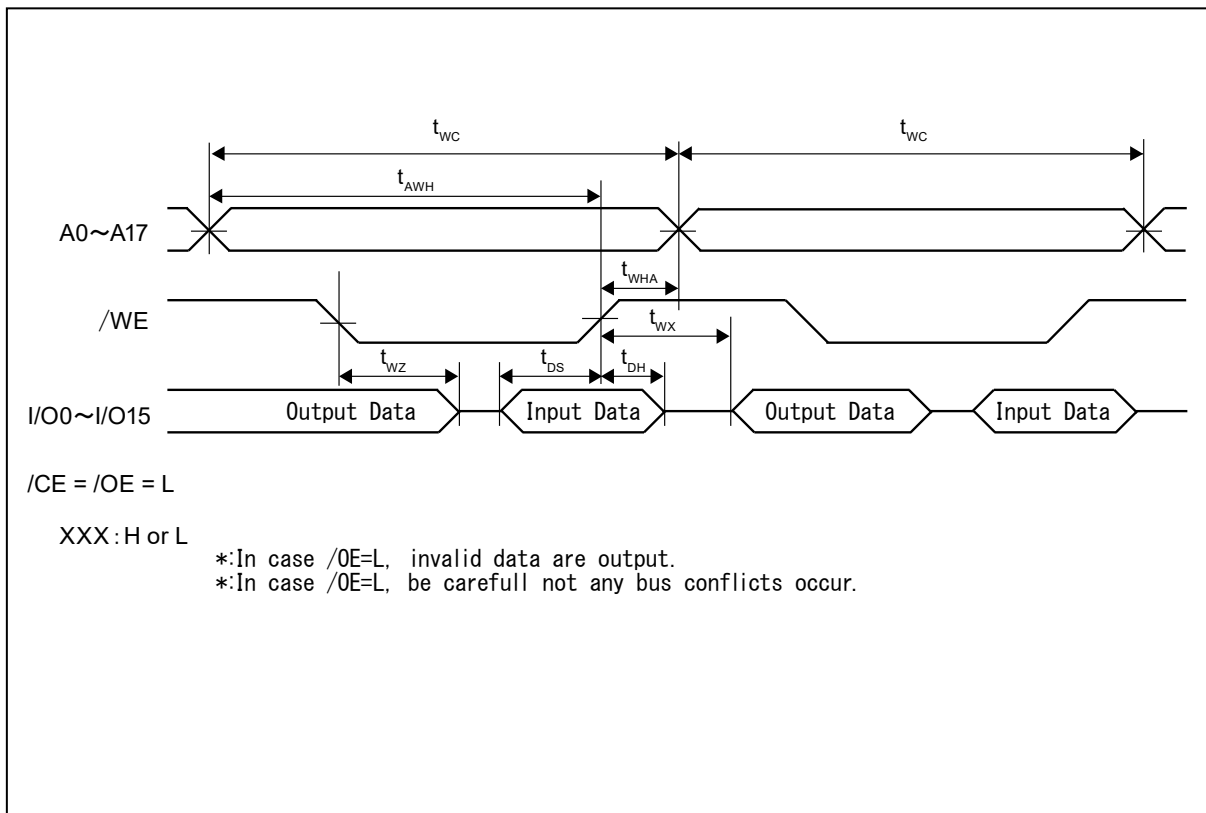 tWC tWC
tAWH
A0～A17
tWHA
/WE
tWX
tWZ tDS tDH
I/O0～I/O15 Output Data Input Data Output Data Input Data
/CE = /OE = L
XXX : H or L
*:In case /OE=L, invalid data are output.
*:In case /OE=L, be carefull not any bus conflicts occur.